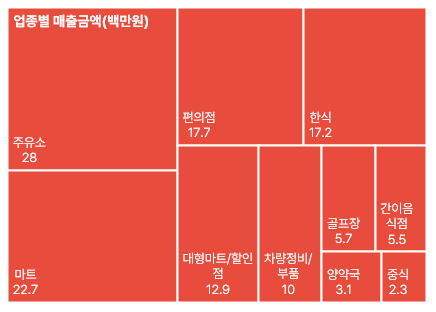 업종별 매출금액(백만원)
주유소
28
마트
22.7
편의점
17.7
한식
17.2
대형마트/할인
점
12.9
차량정비/
부품
10
골프장
5.7
간이음
식점
5.5
양약국
3.1
중식
2.3